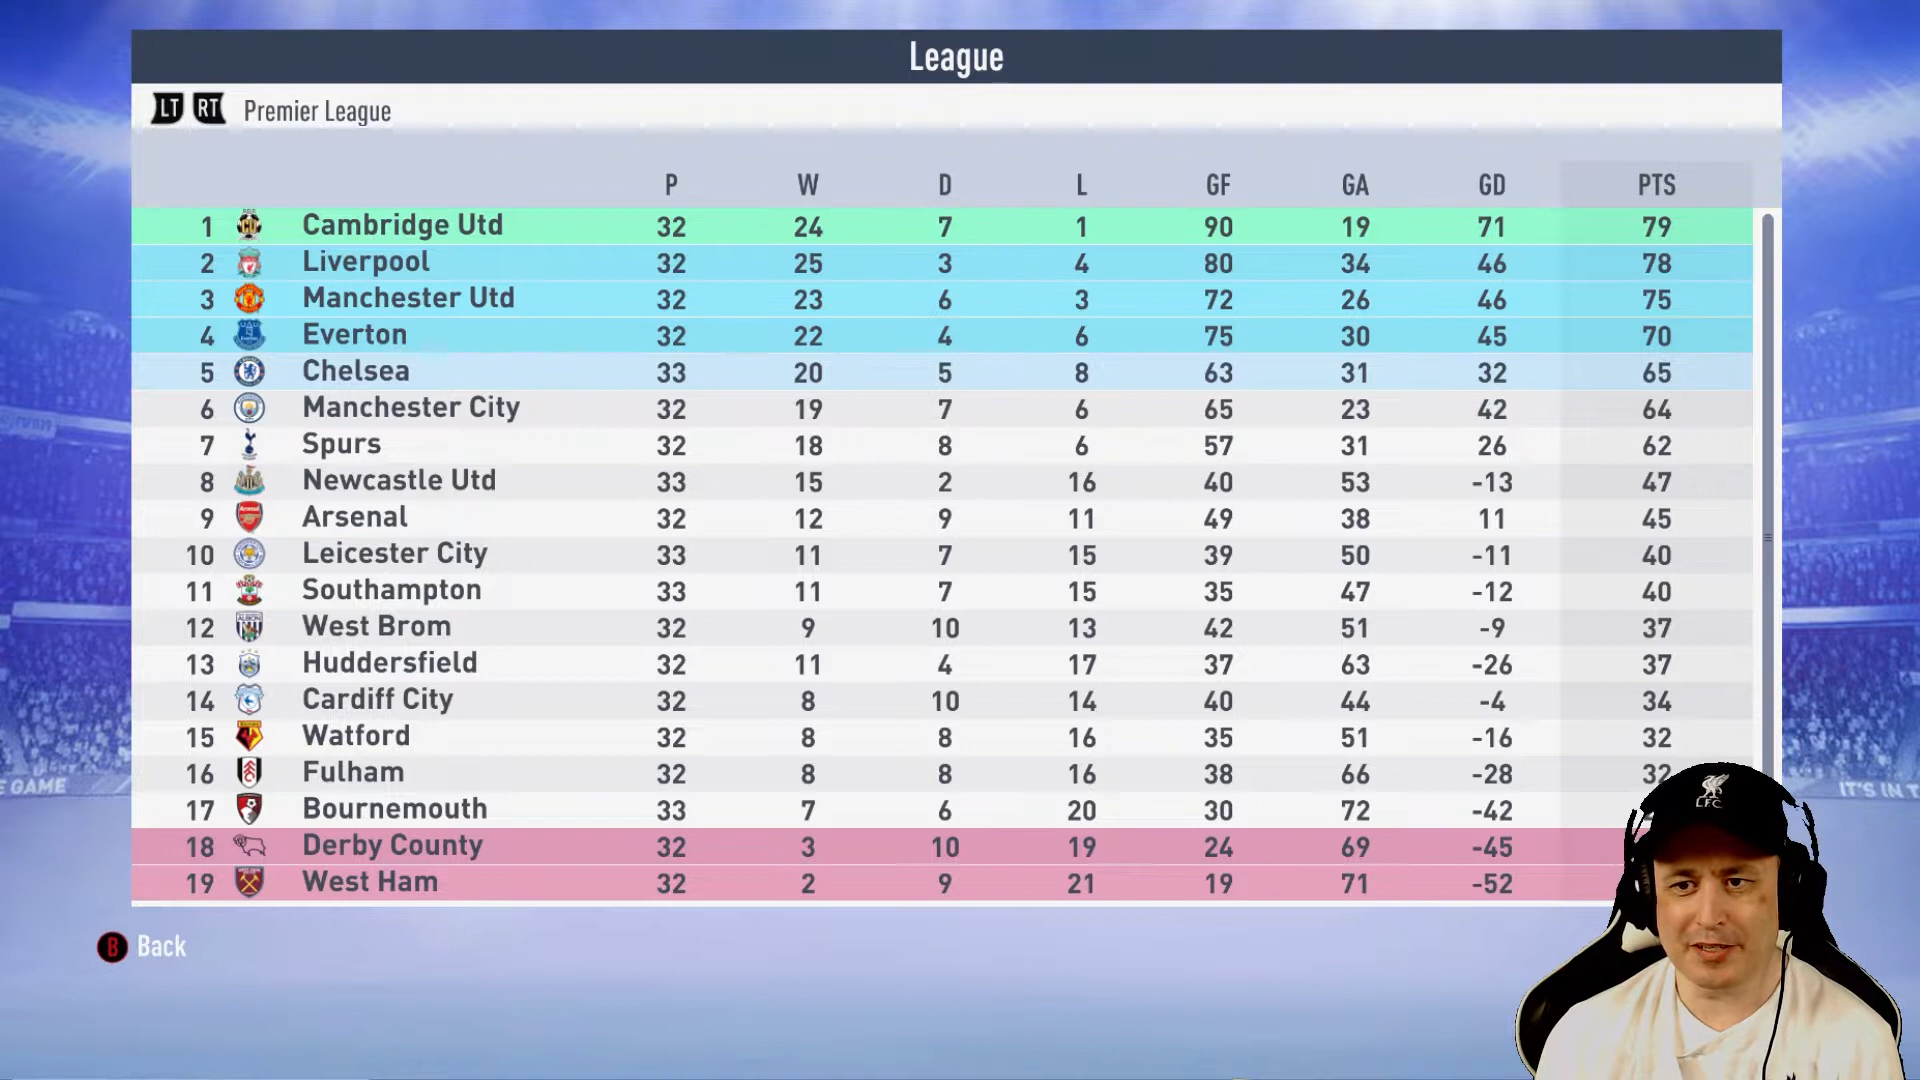 League
LT RT Premier League
P W D L GF GA GD PTS
1 Cambridge Utd 32 24 7 1 90 19 71 79
2 Liverpool 32 25 3 4 80 34 46 78
3 Manchester Utd 32 23 6 3 72 26 46 75
4 Everton 32 22 4 6 75 30 45 70
5 Chelsea 33 20 5 8 63 31 32 65
6 Manchester City 32 19 7 6 65 23 42 64
7 Spurs 32 18 8 6 57 31 26 62
8 Newcastle Utd 33 15 2 16 40 53 -13 47
9 Arsenal 32 12 9 11 49 38 11 45
10 Leicester City 33 11 7 15 39 50 -11 40
11 Southampton 33 11 7 15 35 47 -12 40
12 West Brom 32 9 10 13 42 51 -9 37
13 Huddersfield 32 11 4 17 37 63 -26 37
14 Cardiff City 32 8 10 14 40 44 -4 34
15 Watford 32 8 8 16 35 51 -16 32
16 Fulham 32 8 8 16 38 66 -28 32
17 Bournemouth 33 7 6 20 30 72 -42
18 Derby County 32 3 10 19 24 69 -45
19 West Ham 32 2 9 21 19 71 -52
B Back
E GAME
IT'S IN T
LFC